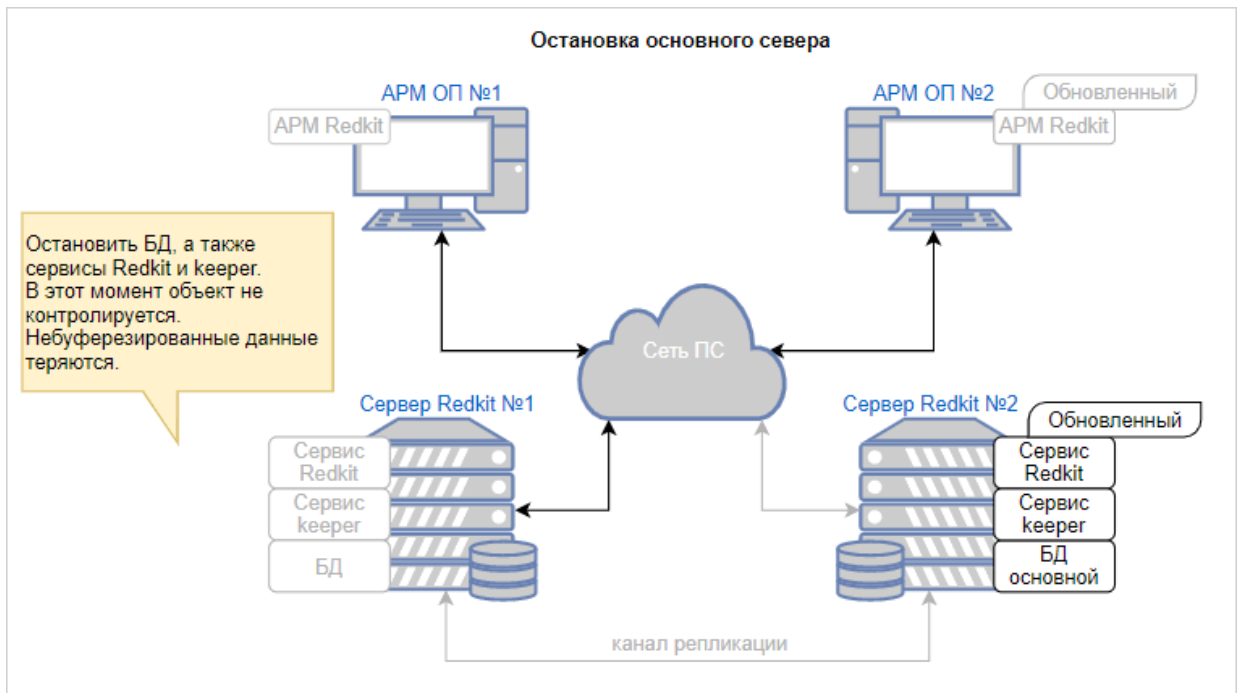 Остановка основного севера
АРМ ОП №1
АРМ Redkit
АРМ ОП №2
Обновленный
АРМ Redkit
Остановить БД, а также
сервисы Redkit и keeper.
В этот момент объект не
контролируется.
Небуферезированные данные
теряются.
Сеть ПС
Сервер Redkit №1
Сервис
Redkit
Сервис
keeper
БД
Сервер Redkit №2
Обновленный
Сервис
Redkit
Сервис
keeper
БД
основной
канал репликации